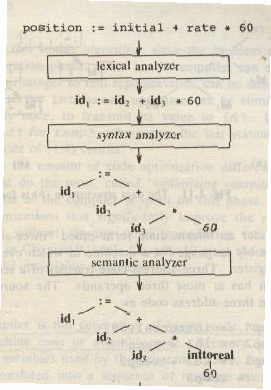 position := initial + rate * 60
lexical analyzer
id₁ := id₂ + id₃ * 60
syntax analyzer
:=
id₁ +
id₂ *
id₃ 60
semantic analyzer
:=
id₁ +
id₂ *
id₃ inttoreal
60